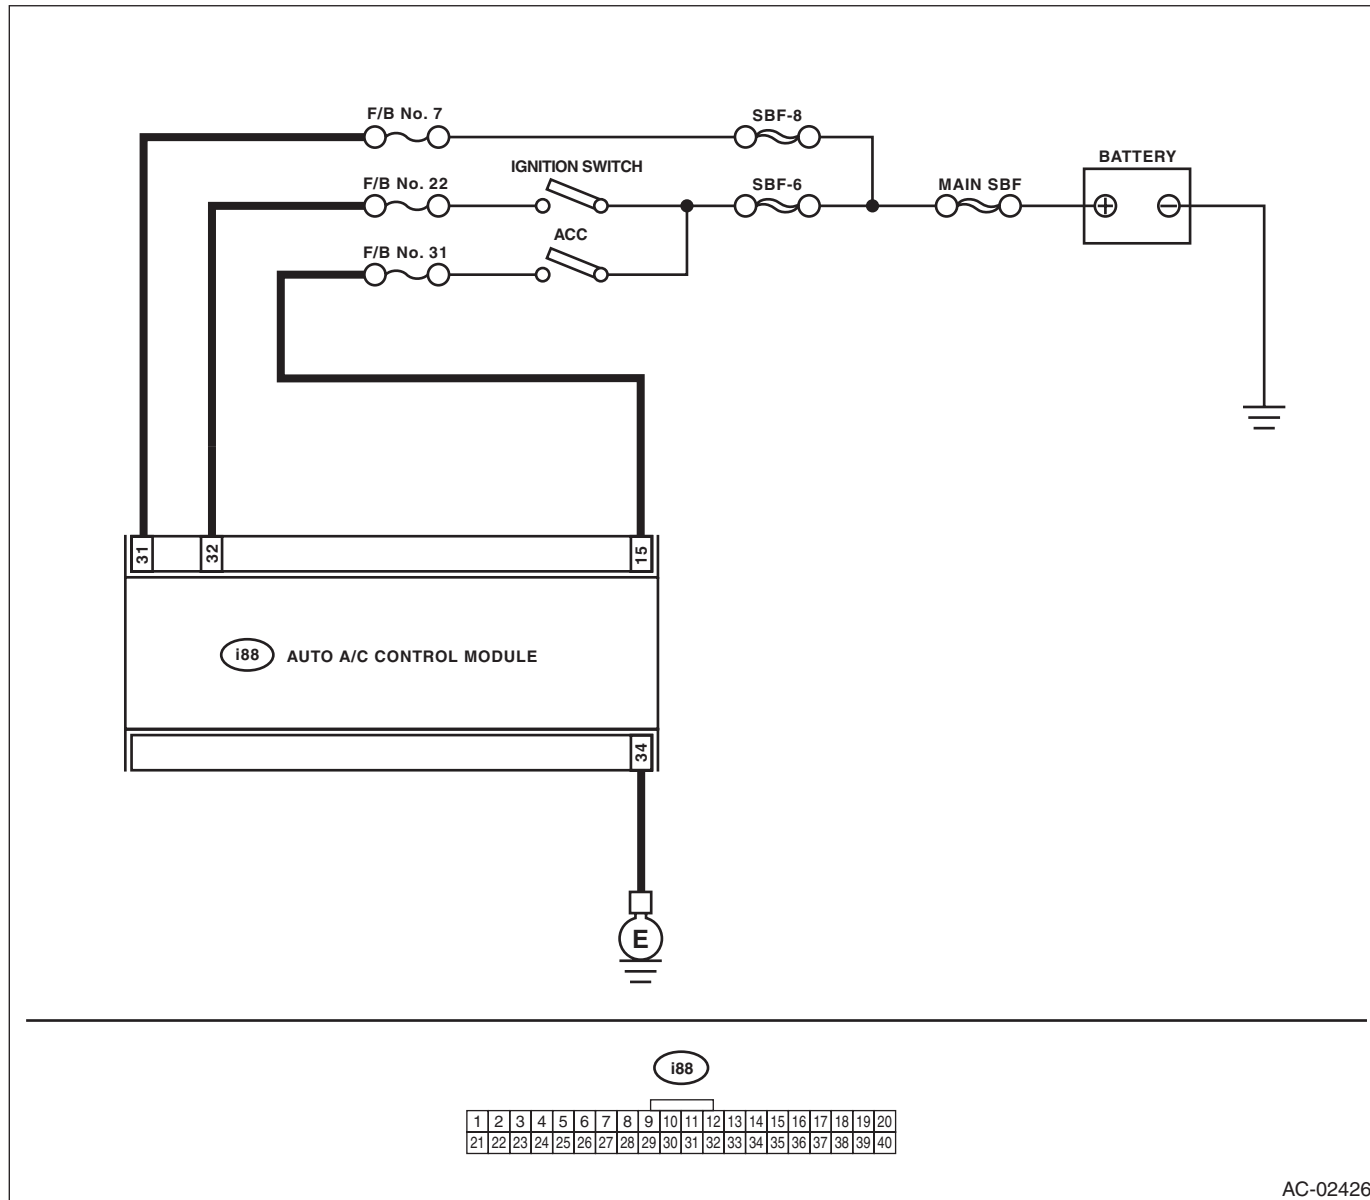 F/B No. 7
SBF-8
IGNITION SWITCH
BATTERY
F/B No. 22
SBF-6
MAIN SBF
ACC
F/B No. 31
31
32
15
i88 AUTO A/C CONTROL MODULE
34
E
i88
1 2 3 4 5 6 7 8 9 10 11 12 13 14 15 16 17 18 19 20
21 22 23 24 25 26 27 28 29 30 31 32 33 34 35 36 37 38 39 40
AC-02426